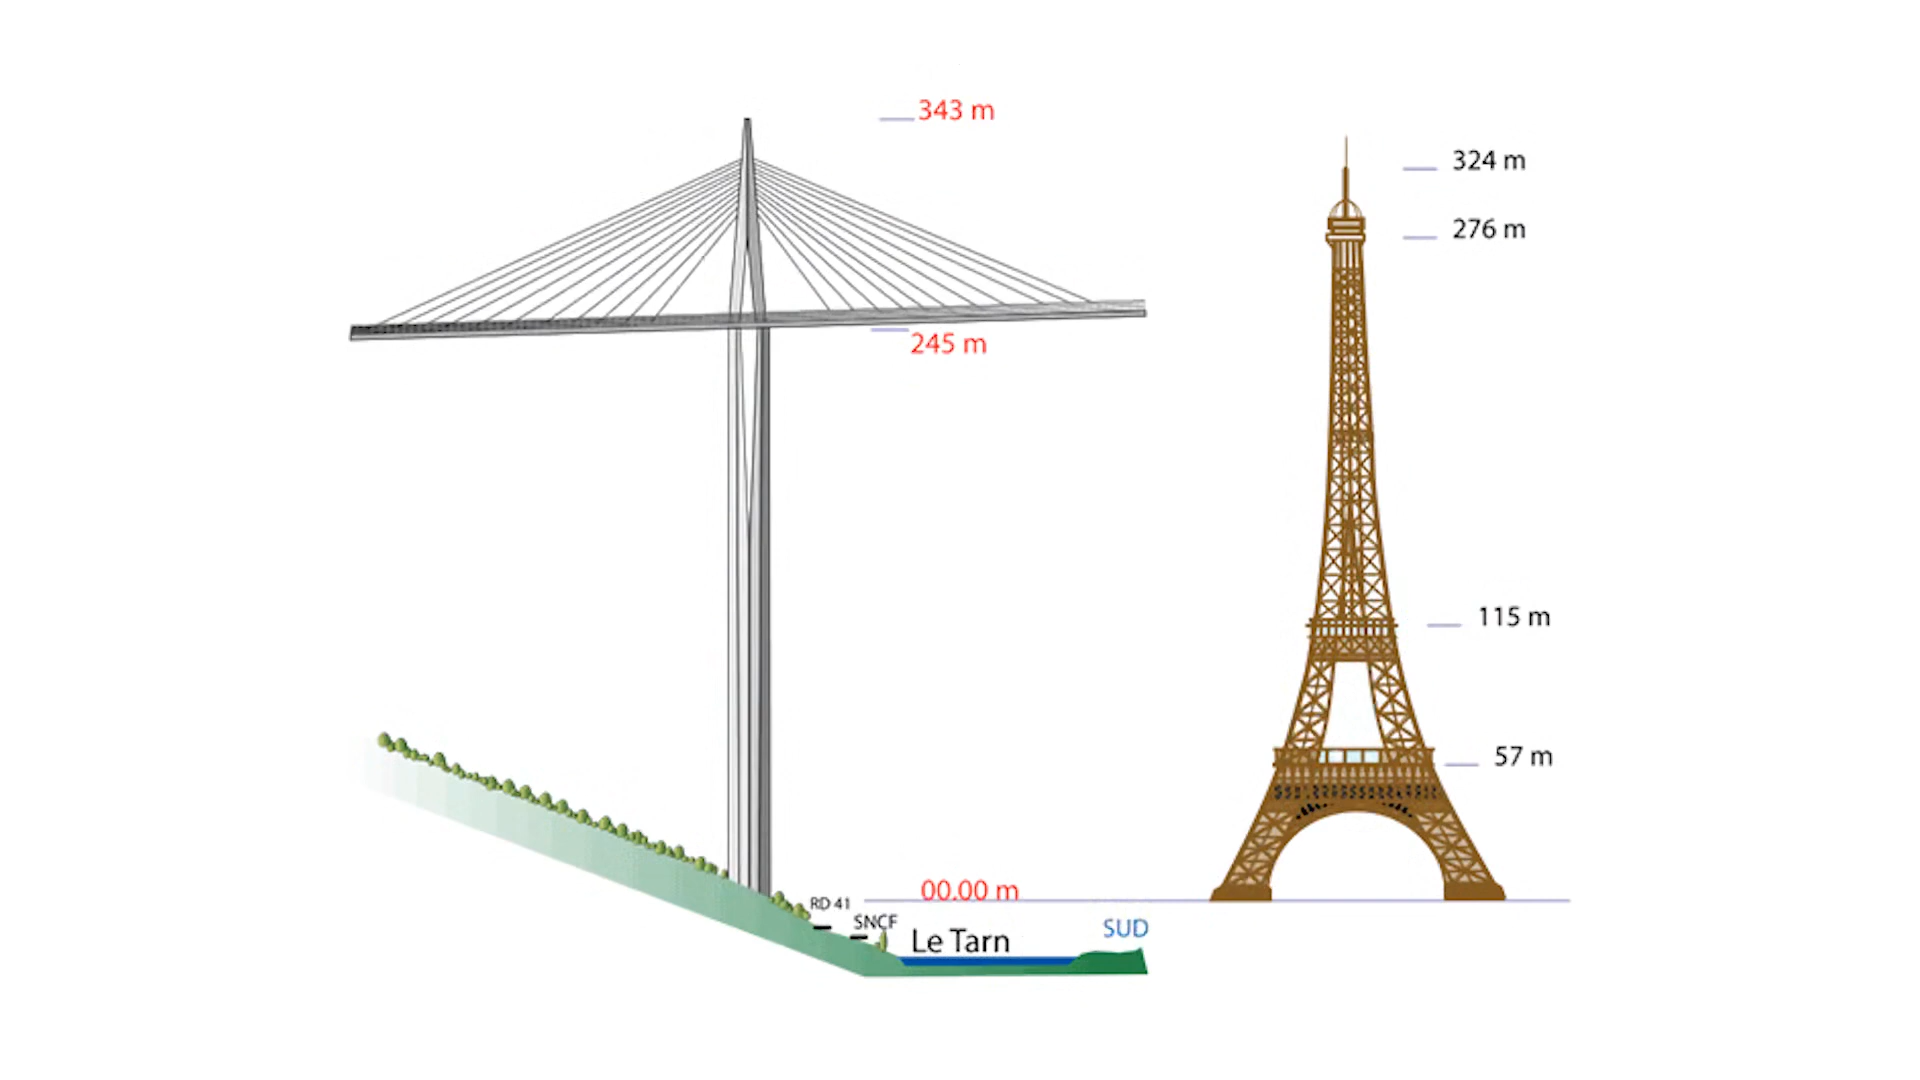 343 m
324 m
276 m
245 m
115 m
57 m
00.00 m
RD 41
SNCF
Le Tarn
SUD